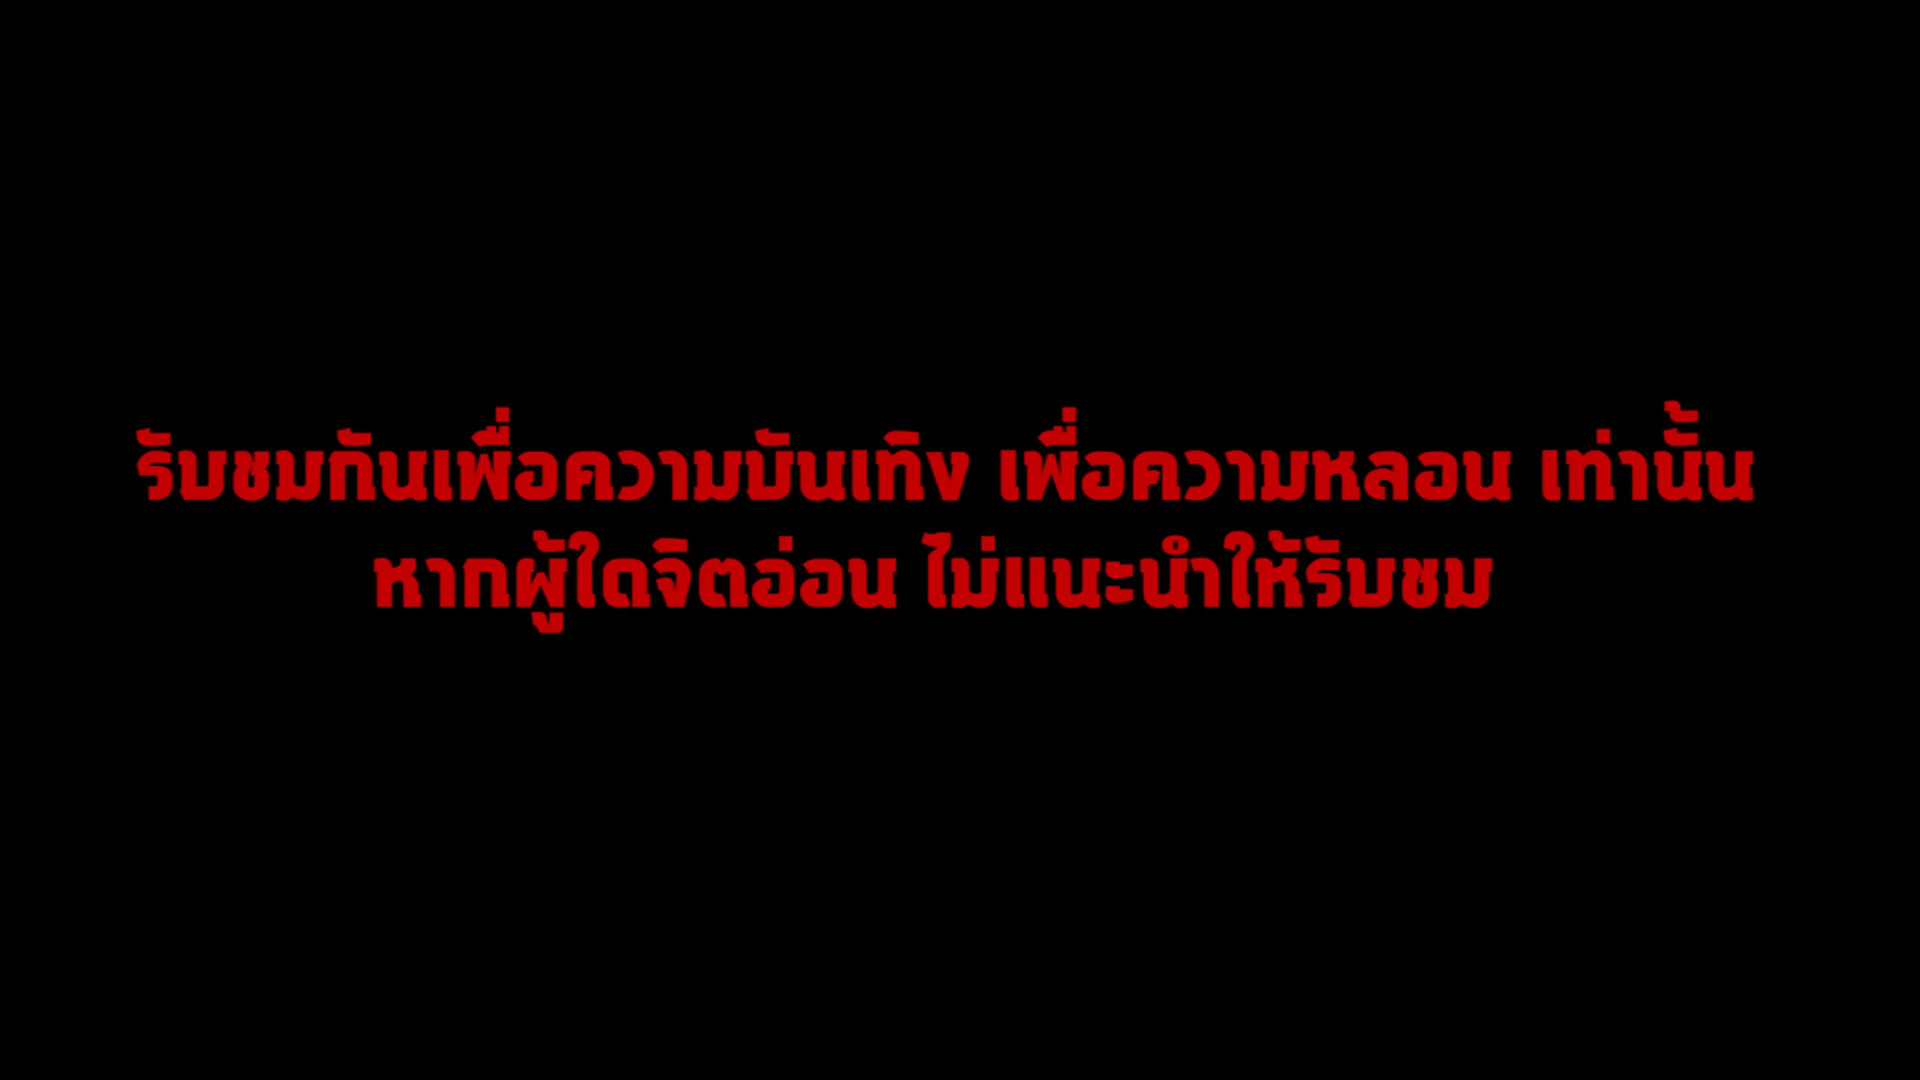 รับชมกันเพื่อความบันเทิง เพื่อความหลอน เท่านั้น
หากผู้ใดจิตอ่อน ไม่แนะนำให้รับชม